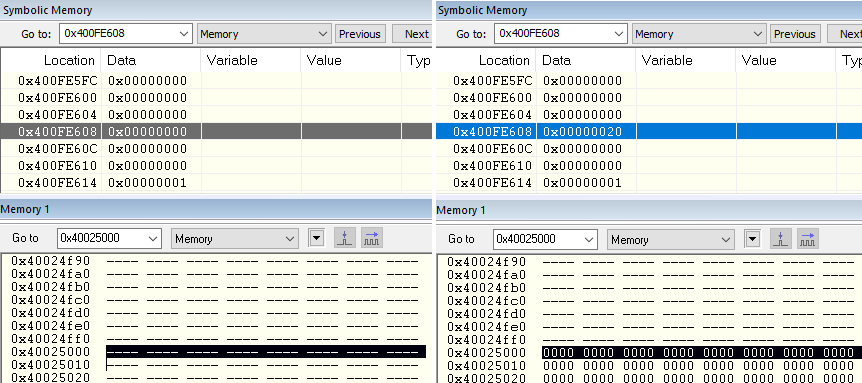 Symbolic Memory
Go to: 0x400FE608 Memory Previous Next
Location Data Variable Value Typ
0x400FE5FC 0x00000000
0x400FE600 0x00000000
0x400FE604 0x00000000
0x400FE608 0x00000000
0x400FE60C 0x00000000
0x400FE610 0x00000000
0x400FE614 0x00000001
Memory 1
Go to 0x40025000 Memory
0x40024f90 ---- ---- ---- ---- ---- ---- ---- ----
0x40024fa0 ---- ---- ---- ---- ---- ---- ---- ----
0x40024fb0 ---- ---- ---- ---- ---- ---- ---- ----
0x40024fc0 ---- ---- ---- ---- ---- ---- ---- ----
0x40024fd0 ---- ---- ---- ---- ---- ---- ---- ----
0x40024fe0 ---- ---- ---- ---- ---- ---- ---- ----
0x40024ff0 ---- ---- ---- ---- ---- ---- ---- ----
0x40025000 ---- ---- ---- ---- ---- ---- ---- ----
0x40025010 ---- ---- ---- ---- ---- ---- ---- ----
0x40025020 ---- ---- ---- ---- ---- ---- ---- ----
Symbolic Memory
Go to: 0x400FE608 Memory Previous Next
Location Data Variable Value Typ
0x400FE5FC 0x00000000
0x400FE600 0x00000000
0x400FE604 0x00000000
0x400FE608 0x00000020
0x400FE60C 0x00000000
0x400FE610 0x00000000
0x400FE614 0x00000001
Memory 1
Go to 0x40025000 Memory
0x40024f90 ---- ---- ---- ---- ---- ---- ---- ----
0x40024fa0 ---- ---- ---- ---- ---- ---- ---- ----
0x40024fb0 ---- ---- ---- ---- ---- ---- ---- ----
0x40024fc0 ---- ---- ---- ---- ---- ---- ---- ----
0x40024fd0 ---- ---- ---- ---- ---- ---- ---- ----
0x40024fe0 ---- ---- ---- ---- ---- ---- ---- ----
0x40024ff0 ---- ---- ---- ---- ---- ---- ---- ----
0x40025000 0000 0000 0000 0000 0000 0000 0000 0000
0x40025010 0000 0000 0000 0000 0000 0000 0000 0000
0x40025020 0000 0000 0000 0000 0000 0000 0000 0000